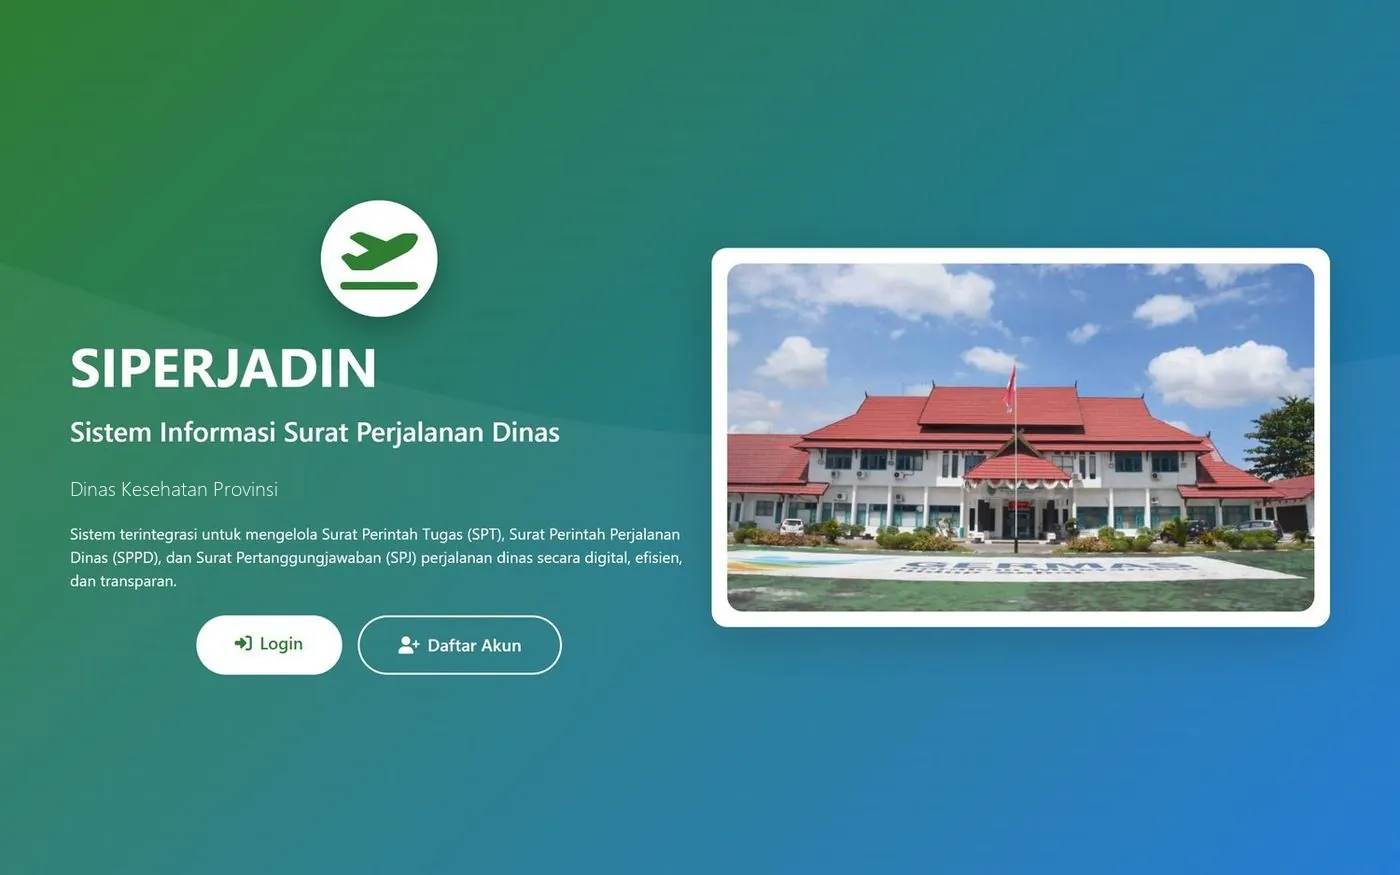 SIPERJADIN
Sistem Informasi Surat Perjalanan Dinas
Dinas Kesehatan Provinsi
Sistem terintegrasi untuk mengelola Surat Perintah Tugas (SPT), Surat Perintah Perjalanan
Dinas (SPPD), dan Surat Pertanggungjawaban (SPJ) perjalanan dinas secara digital, efisien,
dan transparan.
Login
Daftar Akun
GERMAS